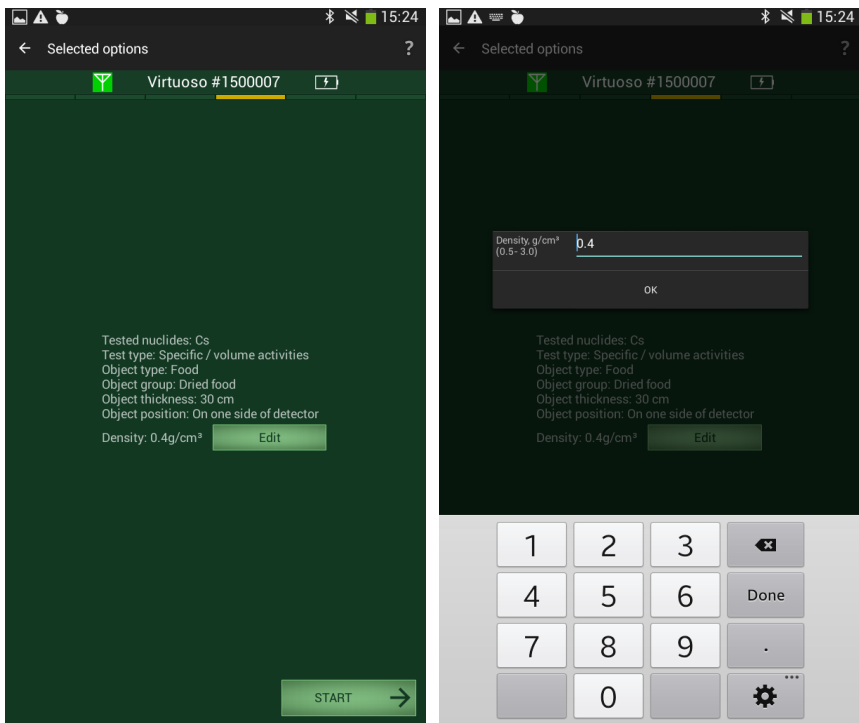 15:24
Selected options
?
Virtuoso #1500007
Tested nuclides: Cs
Test type: Specific / volume activities
Object type: Food
Object group: Dried food
Object thickness: 30 cm
Object position: On one side of detector
Density: 0.4g/cm³ Edit
START
15:24
Selected options
?
Virtuoso #1500007
Density, g/cm³
(0.5- 3.0)
0.4
OK
Tested nuclides: Cs
Test type: Specific / volume activities
Object type: Food
Object group: Dried food
Object thickness: 30 cm
Object position: On one side of detector
Density: 0.4g/cm³ Edit
1 2 3
4 5 6 Done
7 8 9 .
0 ...